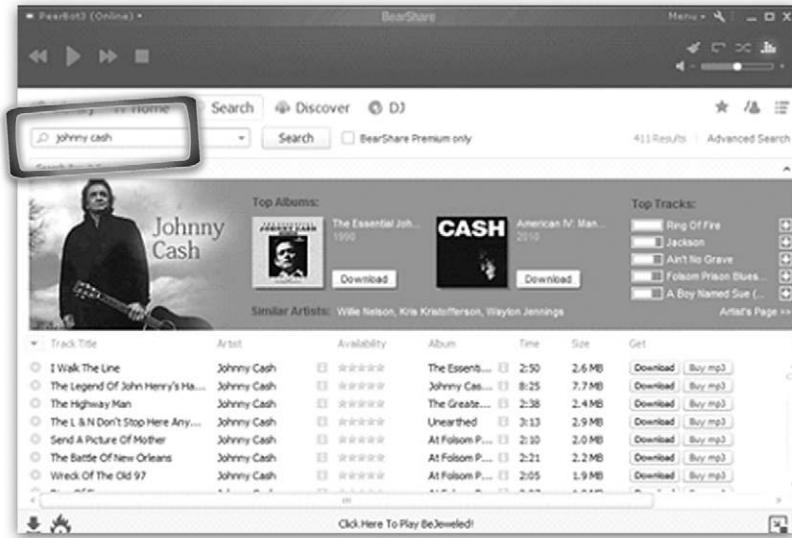 PeerBot3 (Online) BearShare Menu
Home Search Discover DJ
johnny cash Search BearShare Premium only 411 Results Advanced Search
Top Albums: Top Tracks:
Johnny Cash
The Essential Joh... 1990 Download
CASH American IV: Man... 2010 Download
Ring Of Fire
Jackson
Ain't No Grave
Folsom Prison Blues...
A Boy Named Sue (...
Similar Artists: Willie Nelson, Kris Kristofferson, Waylon Jennings Artist's Page >>
Track Title Artist Availability Album Time Size Get
I Walk The Line Johnny Cash The Essenti... 2:50 2.6 MB Download Buy mp3
The Legend Of John Henry's Ha... Johnny Cash Johnny Cas... 8:25 7.7 MB Download Buy mp3
The Highway Man Johnny Cash The Greate... 2:38 2.4 MB Download Buy mp3
The L & N Don't Stop Here Any... Johnny Cash Unearthed 3:13 2.9 MB Download Buy mp3
Send A Picture Of Mother Johnny Cash At Folsom P... 2:10 2.0 MB Download Buy mp3
The Battle Of New Orleans Johnny Cash At Folsom P... 2:21 2.2 MB Download Buy mp3
Wreck Of The Old 97 Johnny Cash At Folsom P... 2:05 1.9 MB Download Buy mp3
Click Here To Play BeJeweled!